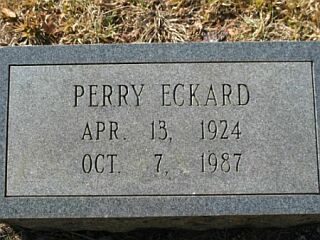 PERRY ECKARD
APR. 13, 1924
OCT. 7, 1987